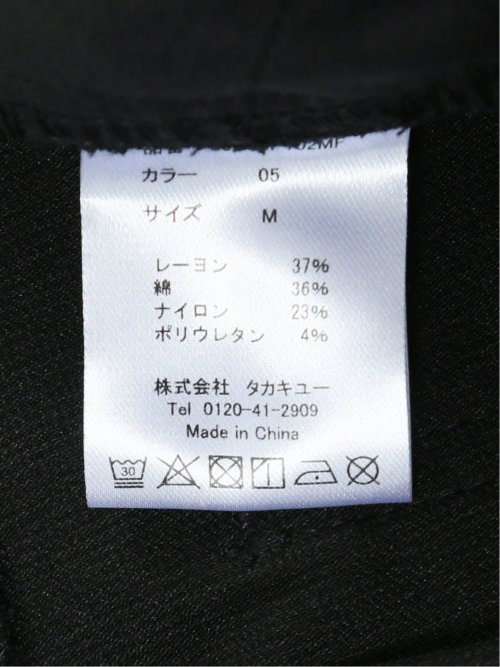 カラー 05
サイズ M
レーヨン 37%
綿 36%
ナイロン 23%
ポリウレタン 4%
株式会社 タカキユー
Tel 0120-41-2909
Made in China
30